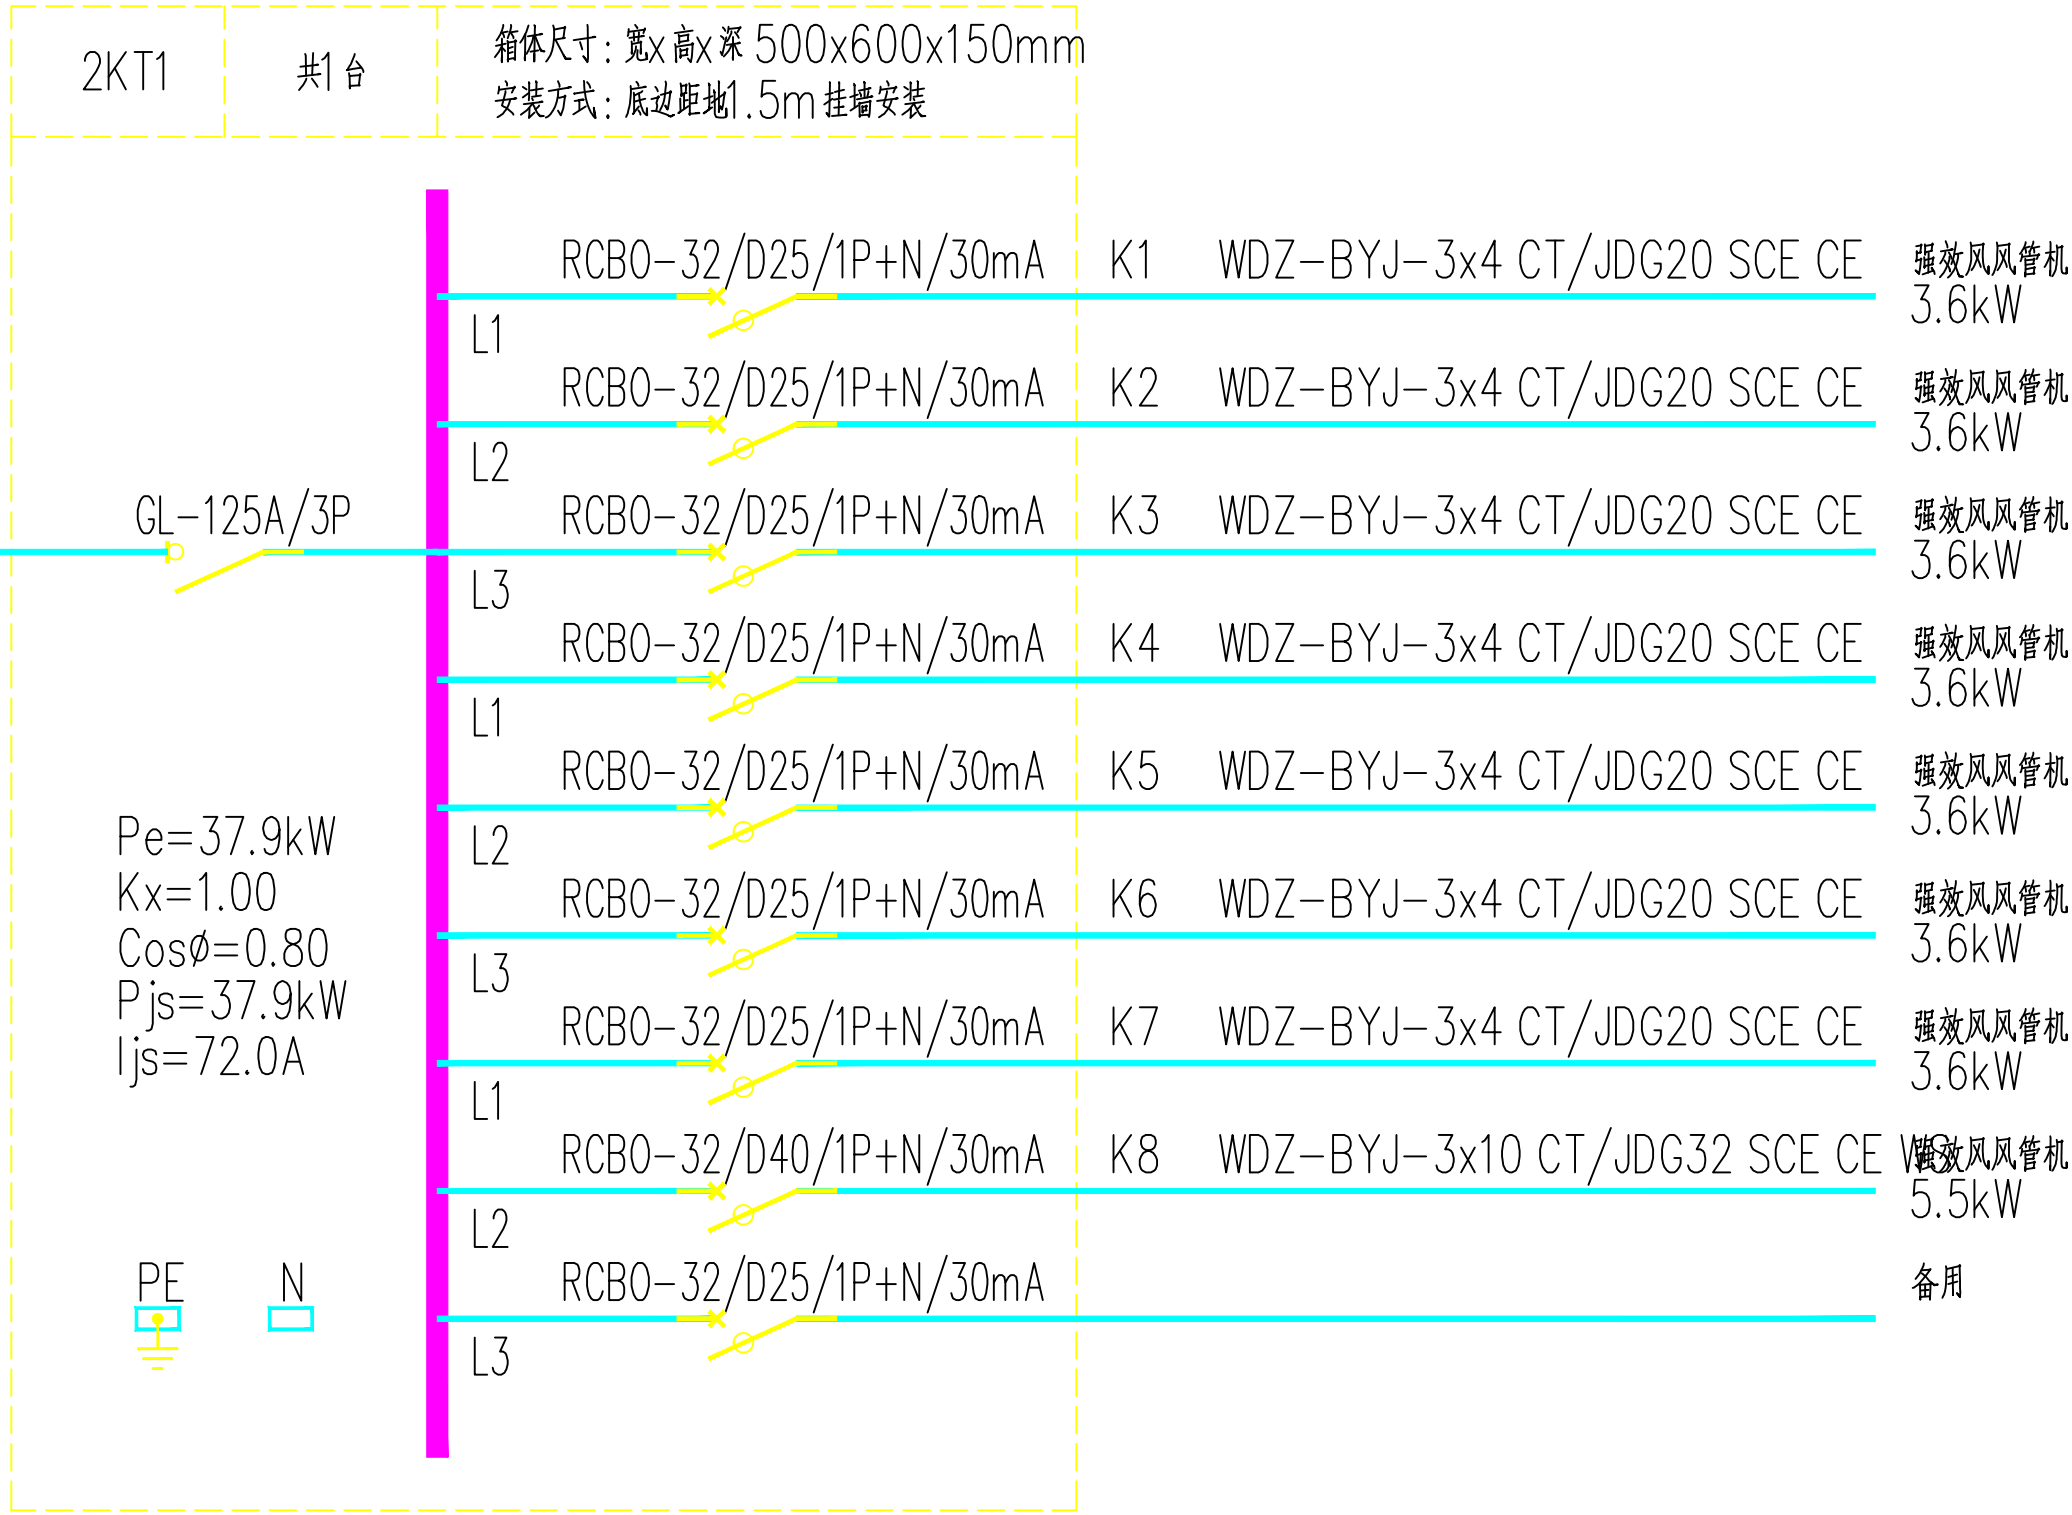 2KT1
共1台
箱体尺寸: 宽x高x深 500x600x150mm
安装方式: 底边距地1.5m挂墙安装
RCBO-32/D25/1P+N/30mA K1 WDZ-BYJ-3x4 CT/JDG20 SCE CE 强效风风管机
L1 3.6kW
RCBO-32/D25/1P+N/30mA K2 WDZ-BYJ-3x4 CT/JDG20 SCE CE 强效风风管机
L2 3.6kW
GL-125A/3P
RCBO-32/D25/1P+N/30mA K3 WDZ-BYJ-3x4 CT/JDG20 SCE CE 强效风风管机
L3 3.6kW
RCBO-32/D25/1P+N/30mA K4 WDZ-BYJ-3x4 CT/JDG20 SCE CE 强效风风管机
L1 3.6kW
RCBO-32/D25/1P+N/30mA K5 WDZ-BYJ-3x4 CT/JDG20 SCE CE 强效风风管机
L2 3.6kW
RCBO-32/D25/1P+N/30mA K6 WDZ-BYJ-3x4 CT/JDG20 SCE CE 强效风风管机
L3 3.6kW
RCBO-32/D25/1P+N/30mA K7 WDZ-BYJ-3x4 CT/JDG20 SCE CE 强效风风管机
L1 3.6kW
RCBO-32/D40/1P+N/30mA K8 WDZ-BYJ-3x10 CT/JDG32 SCE CE WS 强效风风管机
L2 5.5kW
RCBO-32/D25/1P+N/30mA 备用
L3
Pe=37.9kW
Kx=1.00
Cosø=0.80
Pjs=37.9kW
Ijs=72.0A
PE N